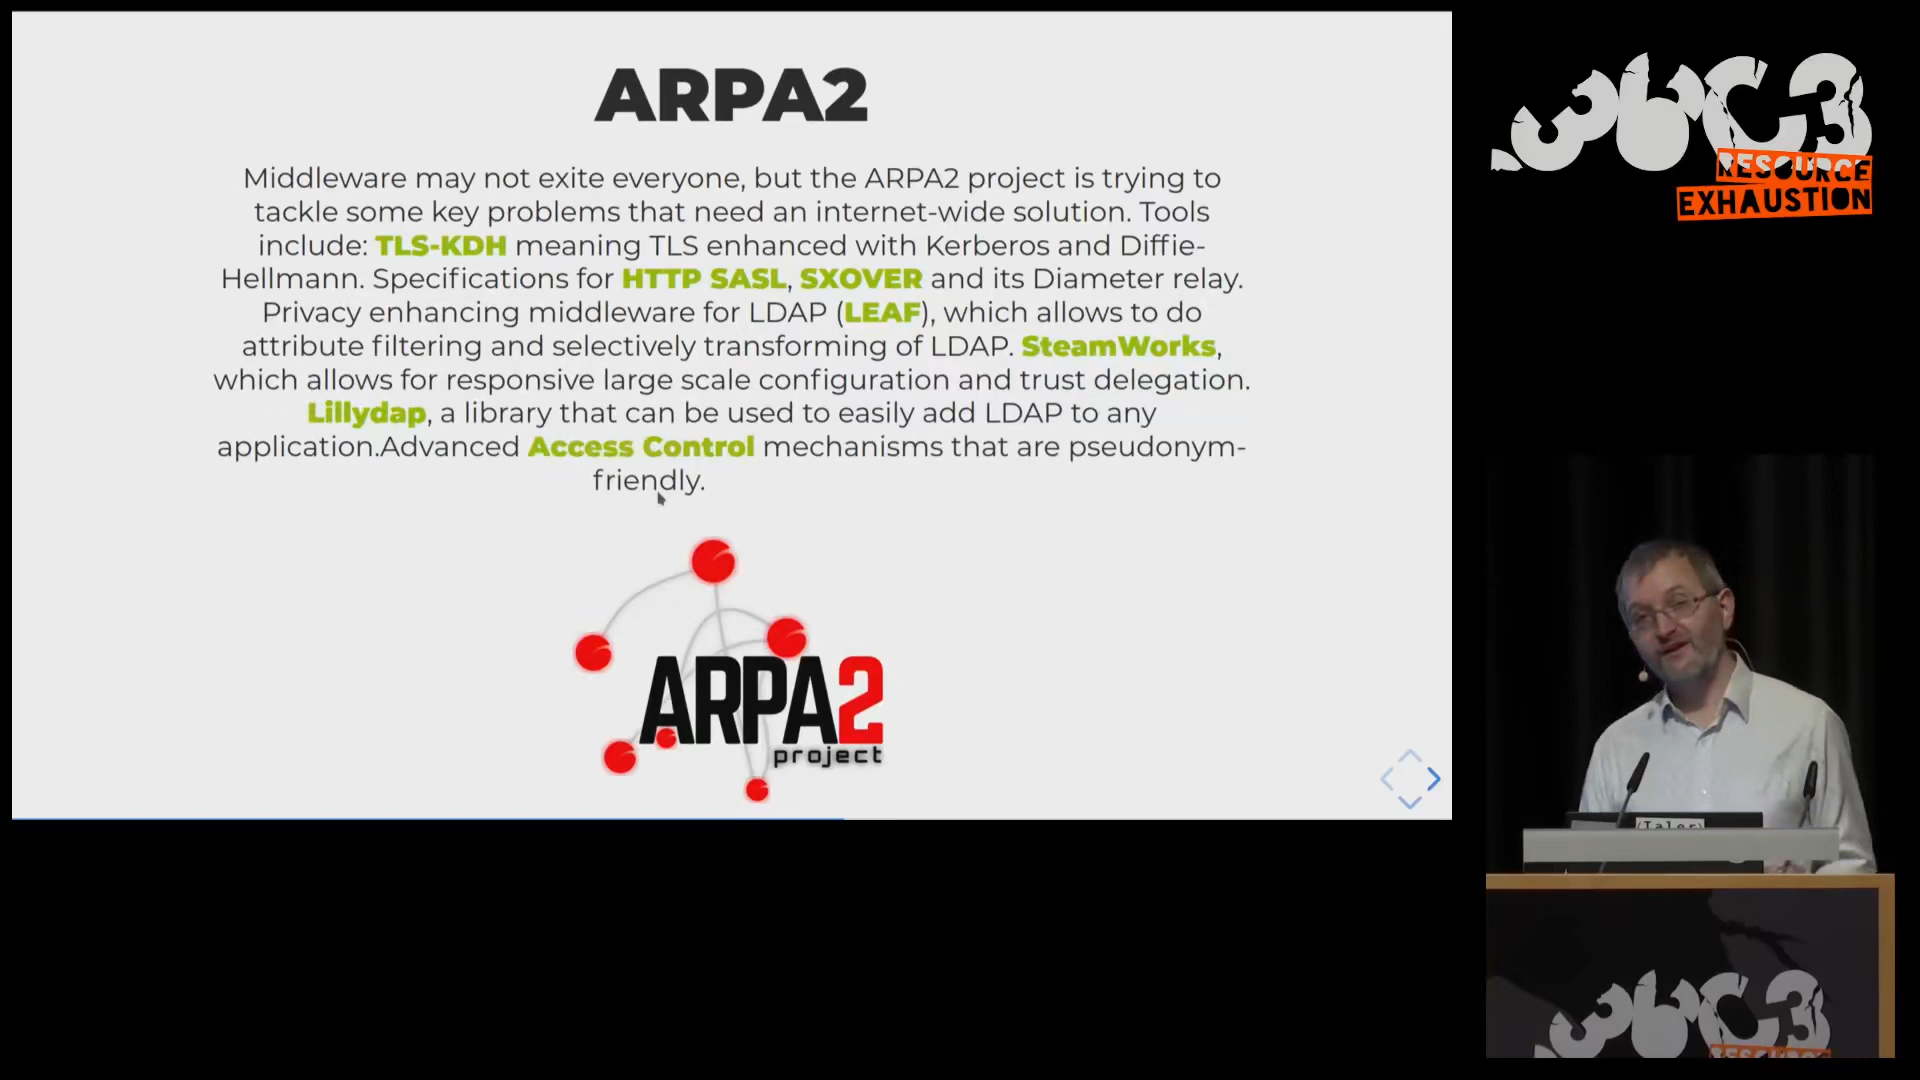 ARPA2
Middleware may not exite everyone, but the ARPA2 project is trying to
tackle some key problems that need an internet-wide solution. Tools
include: TLS-KDH meaning TLS enhanced with Kerberos and Diffie-
Hellmann. Specifications for HTTP SASL, SXOVER and its Diameter relay.
Privacy enhancing middleware for LDAP (LEAF), which allows to do
attribute filtering and selectively transforming of LDAP. SteamWorks,
which allows for responsive large scale configuration and trust delegation.
Lillydap, a library that can be used to easily add LDAP to any
application.Advanced Access Control mechanisms that are pseudonym-
friendly.
ARPA2
project
36C3
RESOURCE
EXHAUSTION
(Taler)
36C3
RESOURCE